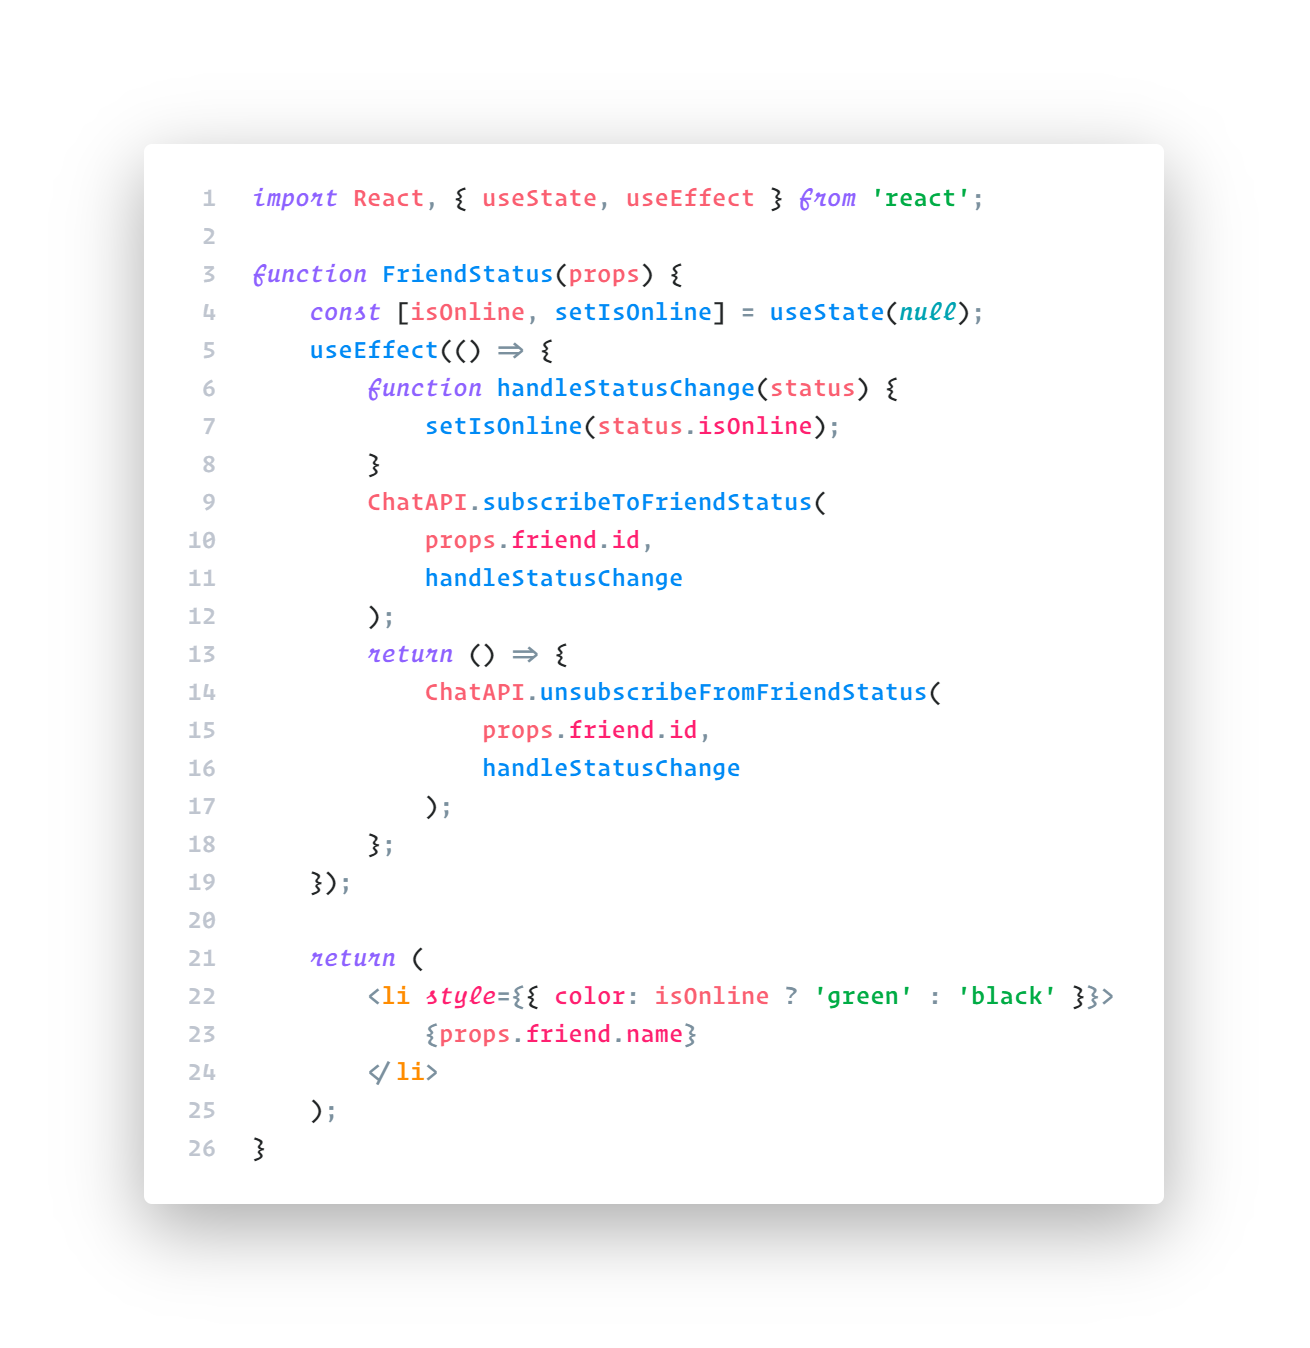 1 import React, { useState, useEffect } from 'react';
2
3 function FriendStatus(props) {
4     const [isOnline, setIsOnline] = useState(null);
5     useEffect(() => {
6         function handleStatusChange(status) {
7             setIsOnline(status.isOnline);
8         }
9         ChatAPI.subscribeToFriendStatus(
10             props.friend.id,
11             handleStatusChange
12         );
13         return () => {
14             ChatAPI.unsubscribeFromFriendStatus(
15                 props.friend.id,
16                 handleStatusChange
17             );
18         };
19     });
20
21     return (
22         <li style={{ color: isOnline ? 'green' : 'black' }}>
23             {props.friend.name}
24         </li>
25     );
26 }